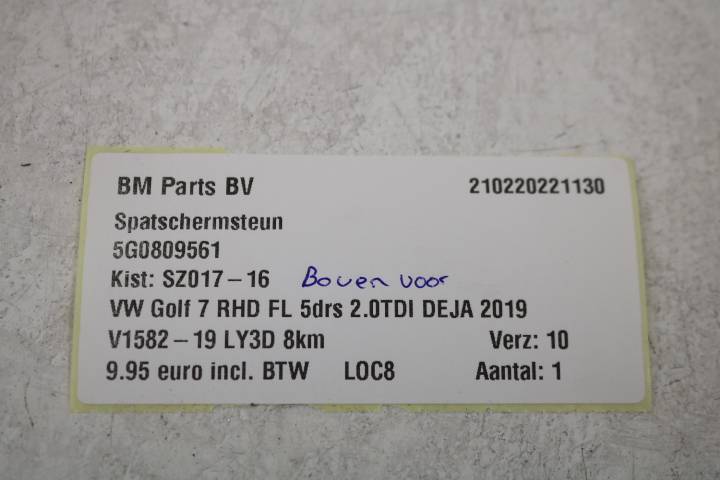 BM Parts BV 210220221130
Spatschermsteun
5G0809561
Kist: SZ017-16 Boven voor
VW Golf 7 RHD FL 5drs 2.0TDI DEJA 2019
V1582-19 LY3D 8km Verz: 10
9.95 euro incl. BTW LOC8 Aantal: 1